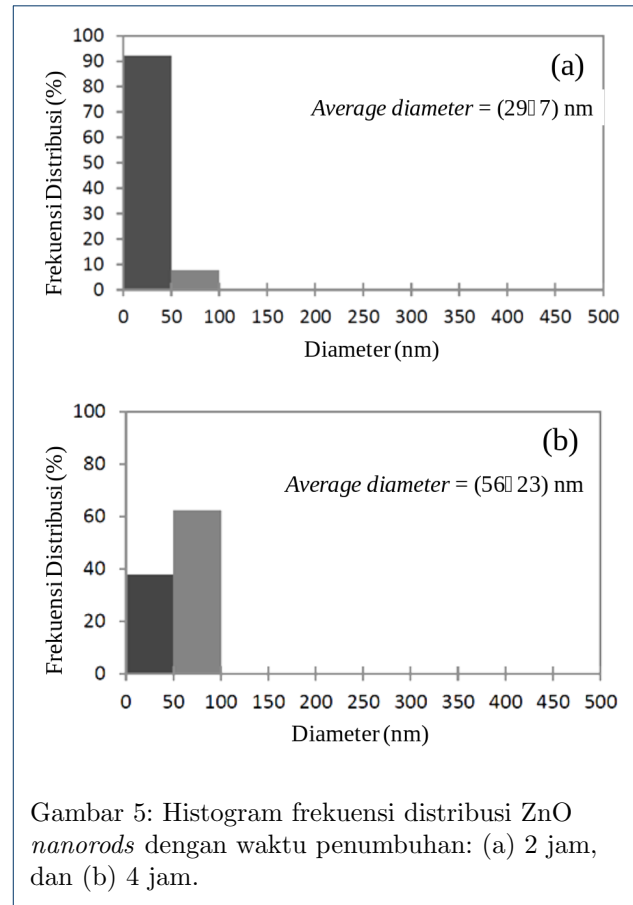 100
90
80
70
60
50
40
30
20
10
0
Frekuensi Distribusi (%)
(a)
Average diameter = (29▯7) nm
0 50 100 150 200 250 300 350 400 450 500
Diameter (nm)
100
80
60
40
20
0
Frekuensi Distribusi (%)
(b)
Average diameter = (56▯23) nm
0 50 100 150 200 250 300 350 400 450 500
Diameter (nm)
Gambar 5: Histogram frekuensi distribusi ZnO
nanorods dengan waktu penumbuhan: (a) 2 jam,
dan (b) 4 jam.